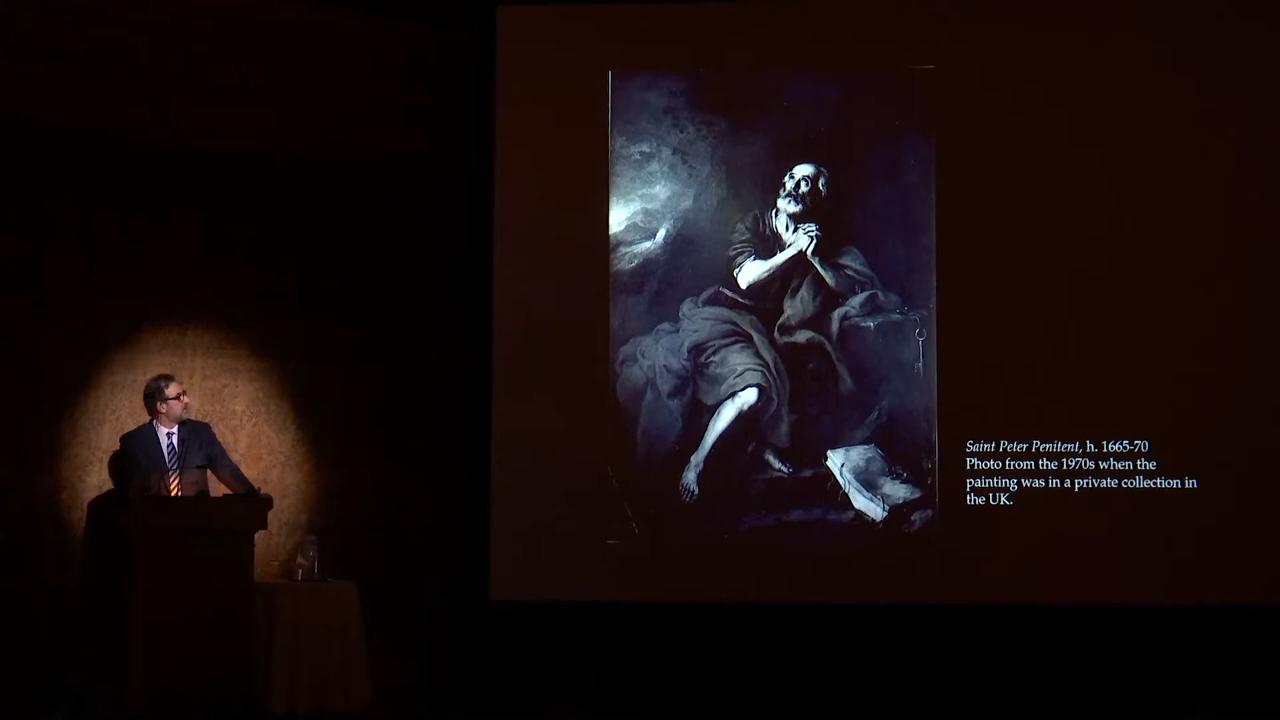 Saint Peter Penitent, h. 1665-70
Photo from the 1970s when the
painting was in a private collection in
the UK.